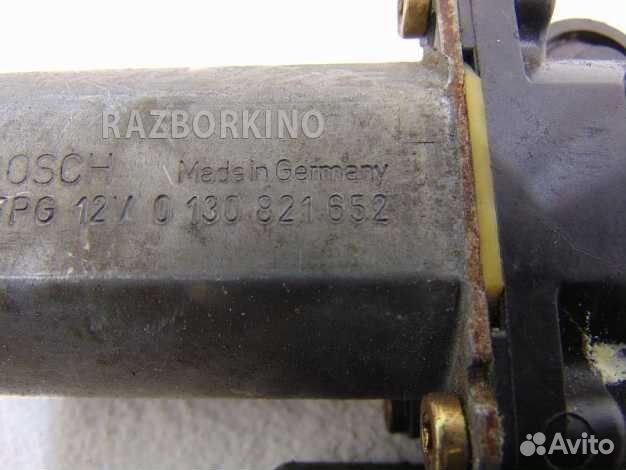 RAZBORKINO
OSCH Made in Germany
PG 12V 0 130 821 652
Avito